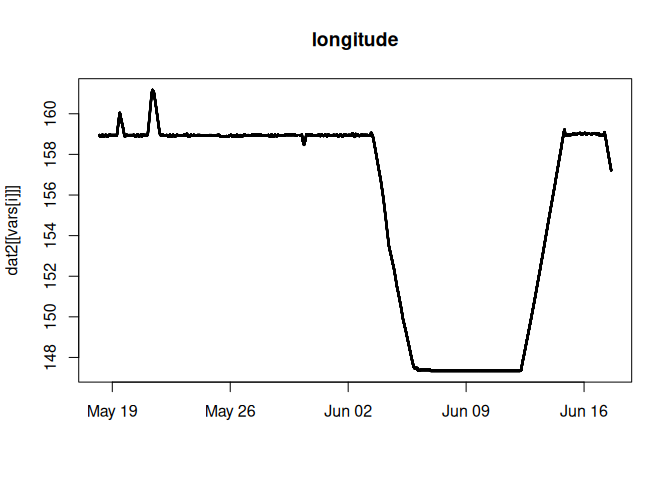 longitude
dat2[[vars[i]]]
160
158
156
154
152
150
148
May 19
May 26
Jun 02
Jun 09
Jun 16